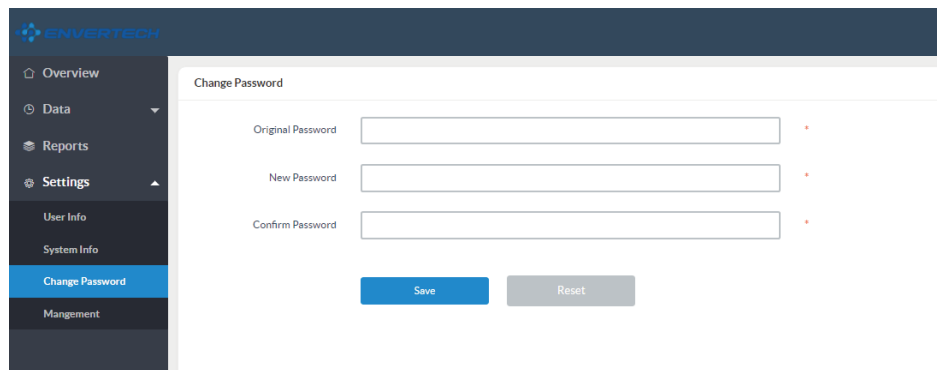 ENVERTECH
Overview
Data
Reports
Settings
User Info
System Info
Change Password
Mangement
Change Password
Original Password *
New Password *
Confirm Password *
Save Reset